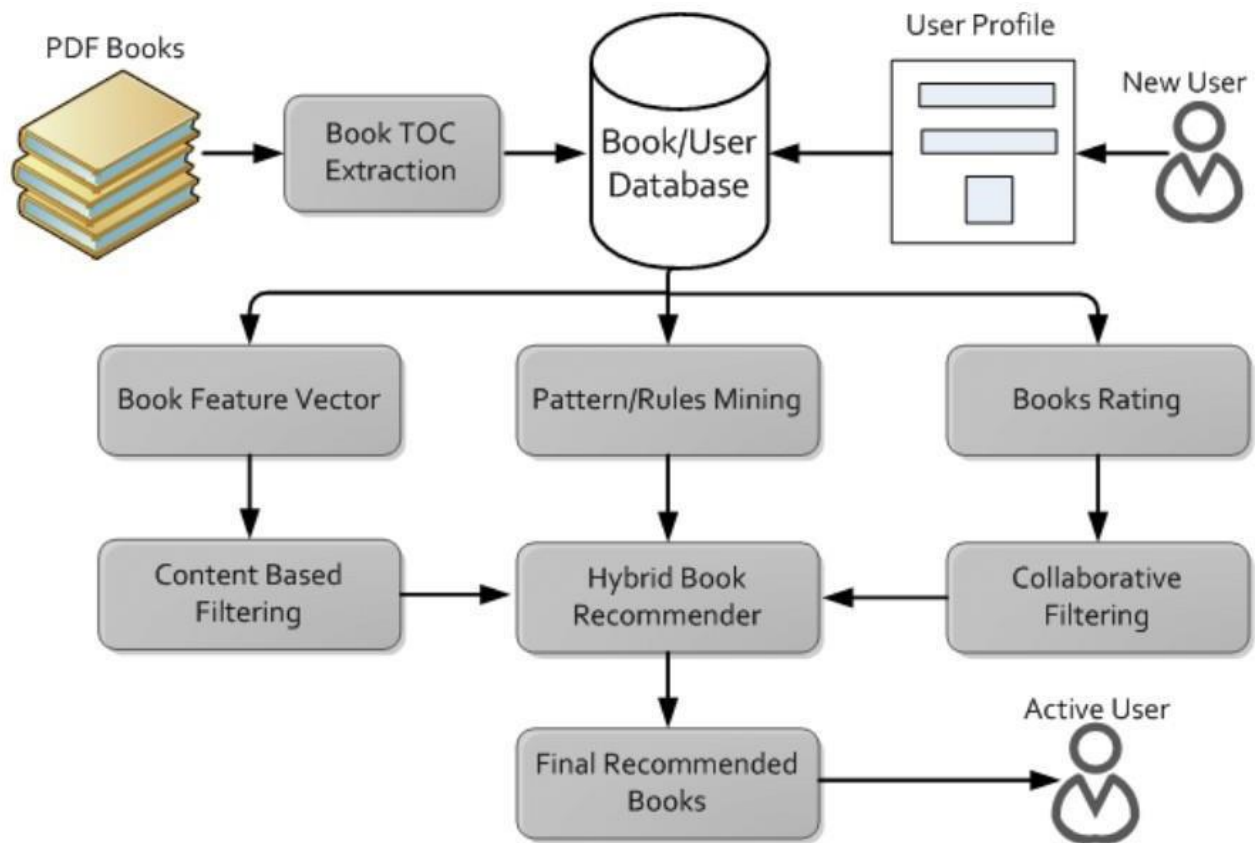 PDF Books
User Profile
New User
Book TOC
Extraction
Book/User
Database
Book Feature Vector
Pattern/Rules Mining
Books Rating
Content Based
Filtering
Hybrid Book
Recommender
Collaborative
Filtering
Active User
Final Recommended
Books